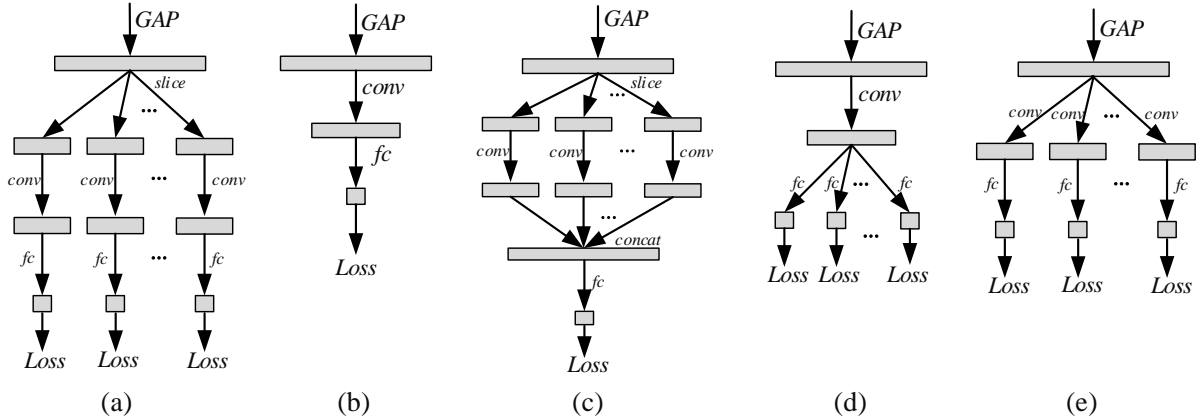 GAP
slice
...
conv conv ... conv
fc fc ... fc
Loss Loss Loss
(a)
GAP
conv
fc
Loss
(b)
GAP
slice
...
conv conv ... conv
...
concat
fc
Loss
(c)
GAP
conv
fc fc ... fc
...
Loss Loss Loss
(d)
GAP
conv conv ... conv
fc fc ... fc
Loss Loss Loss
(e)